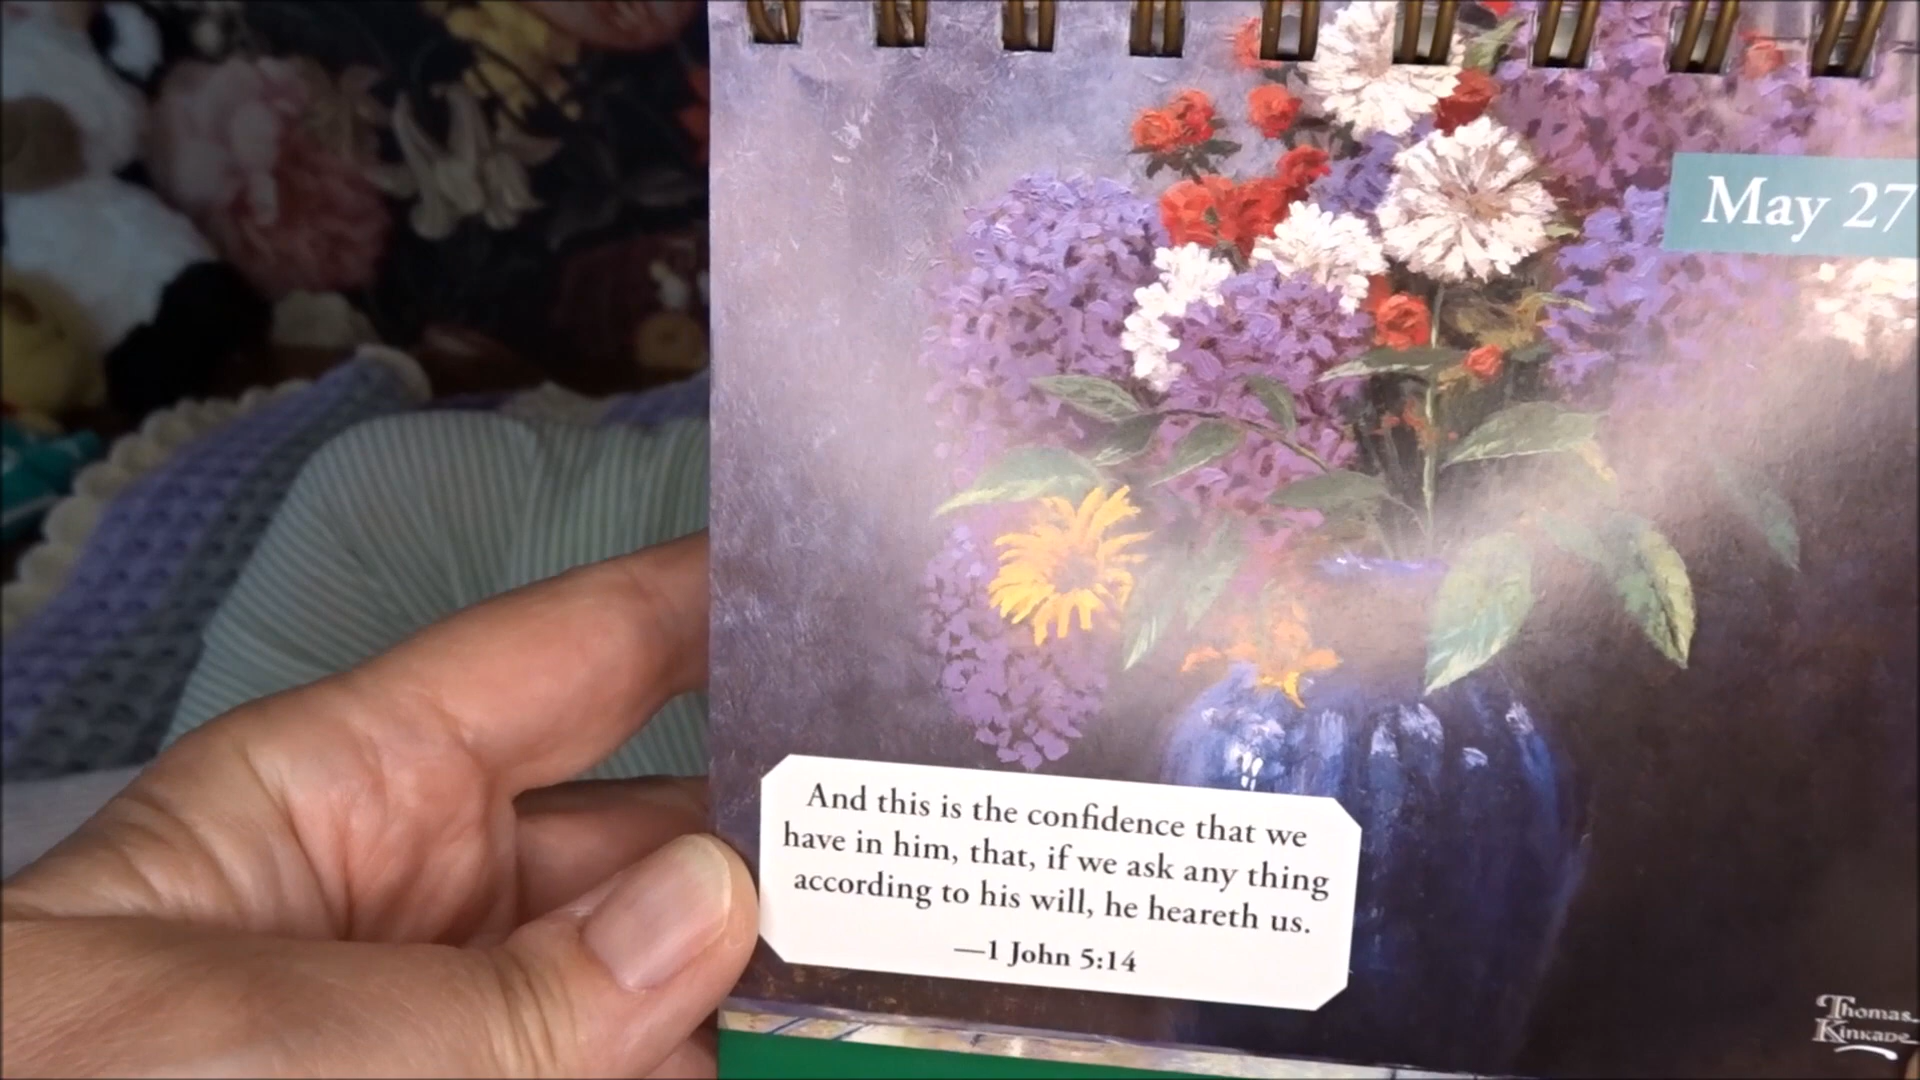 May 27
And this is the confidence that we
have in him, that, if we ask any thing
according to his will, he heareth us.
—1 John 5:14
Thomas
Kinkade